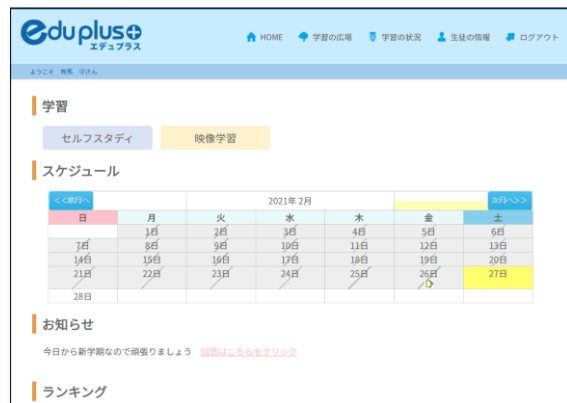 eduplus+
エデュプラス
HOME 学習の広場 学習の状況 生徒の情報 ログアウト
ようこそ 有馬 守さん
学習
セルフスタディ 映像学習
スケジュール
<<前月へ 2021年 2月 次月へ>>
日 月 火 水 木 金 土
1日 2日 3日 4日 5日 6日
7日 8日 9日 10日 11日 12日 13日
14日 15日 16日 17日 18日 19日 20日
21日 22日 23日 24日 25日 26日 27日
28日
お知らせ
今日から新学期なので頑張りましょう 回答はこちらをクリック
ランキング